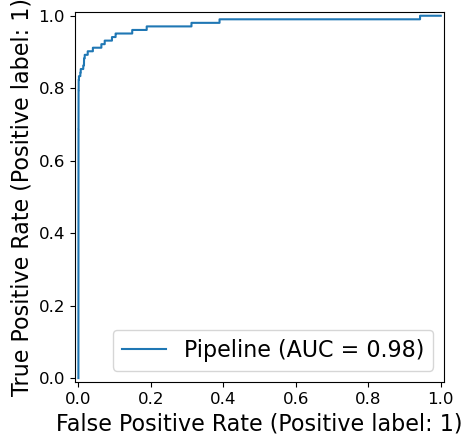 True Positive Rate (Positive label: 1)
1.0
0.8
0.6
0.4
0.2
0.0
Pipeline (AUC = 0.98)
0.0 0.2 0.4 0.6 0.8 1.0
False Positive Rate (Positive label: 1)